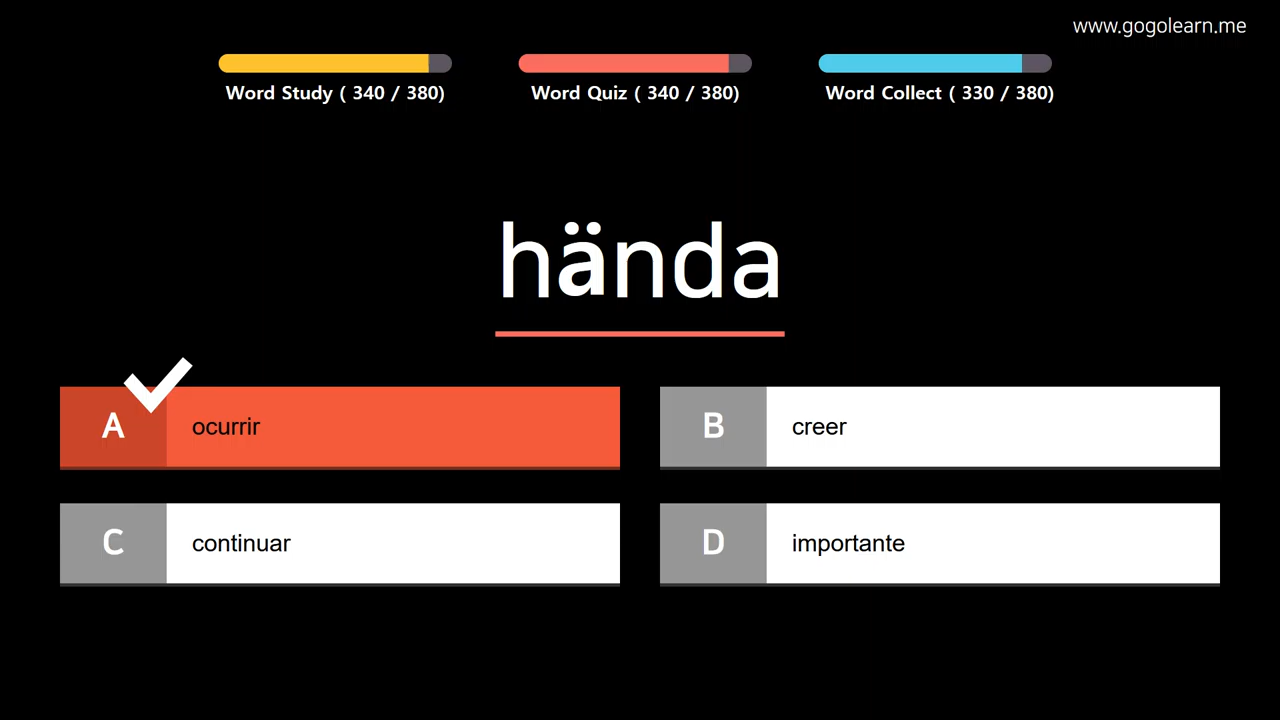 www.gogolearn.me
Word Study ( 340 / 380)
Word Quiz ( 340 / 380)
Word Collect ( 330 / 380)
hända
A ocurrir
B creer
C continuar
D importante